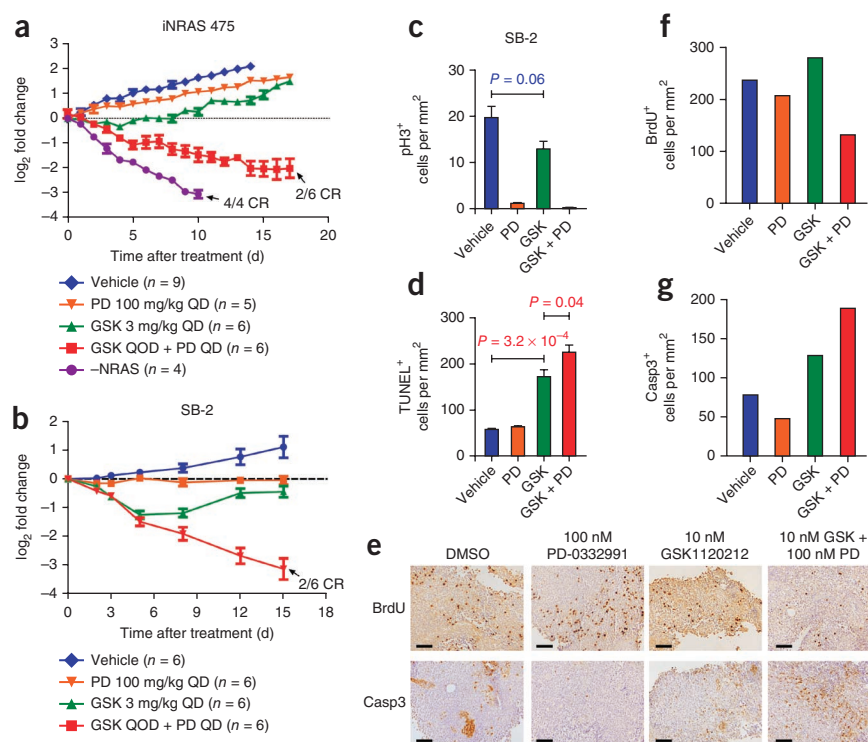 a
iNRAS 475
log2 fold change
3
2
1
0
−1
−2
−3
−4
0
5
10
15
20
Time after treatment (d)
2/6 CR
4/4 CR
Vehicle (n = 9)
PD 100 mg/kg QD (n = 5)
GSK 3 mg/kg QD (n = 6)
GSK QOD + PD QD (n = 6)
–NRAS (n = 4)
b
SB-2
log2 fold change
2
1
0
−1
−2
−3
−4
0
3
6
9
12
15
18
Time after treatment (d)
2/6 CR
Vehicle (n = 6)
PD 100 mg/kg QD (n = 6)
GSK 3 mg/kg QD (n = 6)
GSK QOD + PD QD (n = 6)
c
SB-2
pH3+
cells per mm2
30
20
10
0
P = 0.06
Vehicle
PD
GSK
GSK + PD
d
TUNEL+
cells per mm2
300
200
100
0
P = 0.04
P = 3.2 × 10−4
Vehicle
PD
GSK
GSK + PD
f
BrdU+
cells per mm2
300
200
100
0
Vehicle
PD
GSK
GSK + PD
g
Casp3+
cells per mm2
200
150
100
50
0
Vehicle
PD
GSK
GSK + PD
e
DMSO
100 nM
PD-0332991
10 nM
GSK1120212
10 nM GSK +
100 nM PD
BrdU
Casp3